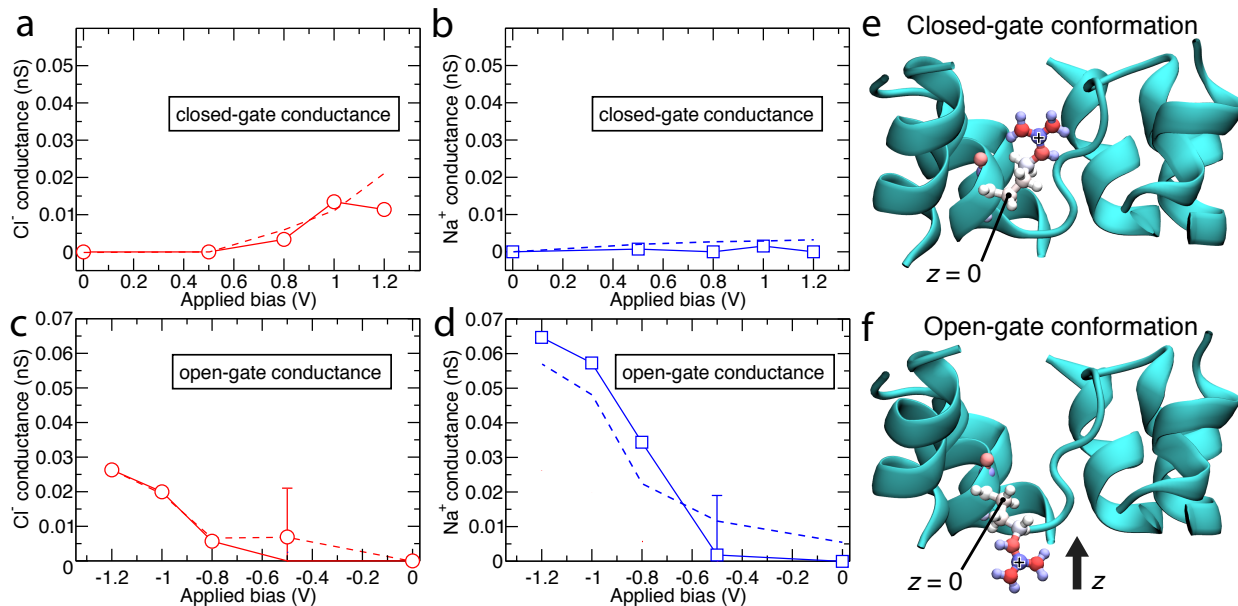 a
Cl⁻ conductance (nS)
0.05
0.04
0.03
0.02
0.01
0
closed-gate conductance
0 0.2 0.4 0.6 0.8 1.0 1.2
Applied bias (V)
b
Na⁺ conductance (nS)
0.05
0.04
0.03
0.02
0.01
0
closed-gate conductance
0 0.2 0.4 0.6 0.8 1.0 1.2
Applied bias (V)
e
Closed-gate conformation
+
z = 0
c
Cl⁻ conductance (nS)
0.07
0.06
0.05
0.04
0.03
0.02
0.01
0
open-gate conductance
-1.2 -1 -0.8 -0.6 -0.4 -0.2 0
Applied bias (V)
d
Na⁺ conductance (nS)
0.07
0.06
0.05
0.04
0.03
0.02
0.01
0
open-gate conductance
-1.2 -1 -0.8 -0.6 -0.4 -0.2 0
Applied bias (V)
f
Open-gate conformation
+
z = 0
z